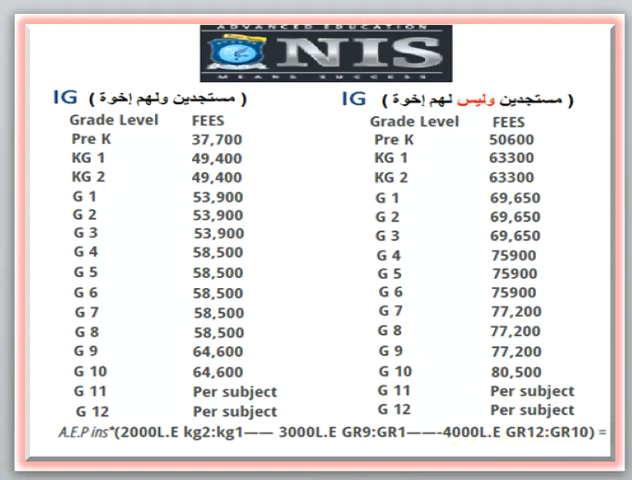 ADVANCED EDUCATION
NIS
MEANS SUCCESS
IG ( مستجدين ولهم إخوة )
Grade Level FEES
Pre K 37,700
KG 1 49,400
KG 2 49,400
G 1 53,900
G 2 53,900
G 3 53,900
G 4 58,500
G 5 58,500
G 6 58,500
G 7 58,500
G 8 58,500
G 9 64,600
G 10 64,600
G 11 Per subject
G 12 Per subject
IG ( مستجدين وليس لهم إخوة )
Grade Level FEES
Pre K 50600
KG 1 63300
KG 2 63300
G 1 69,650
G 2 69,650
G 3 69,650
G 4 75900
G 5 75900
G 6 75900
G 7 77,200
G 8 77,200
G 9 77,200
G 10 80,500
G 11 Per subject
G 12 Per subject
A.E.P ins*(2000L.E kg2:kg1—— 3000L.E GR9:GR1——-4000L.E GR12:GR10) =